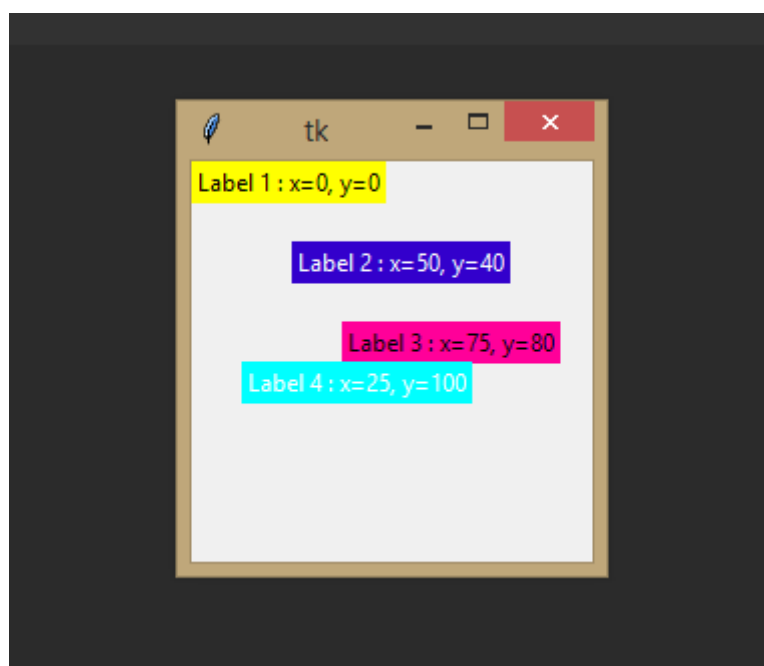 tk
Label 1 : x=0, y=0
Label 2 : x=50, y=40
Label 3 : x=75, y=80
Label 4 : x=25, y=100